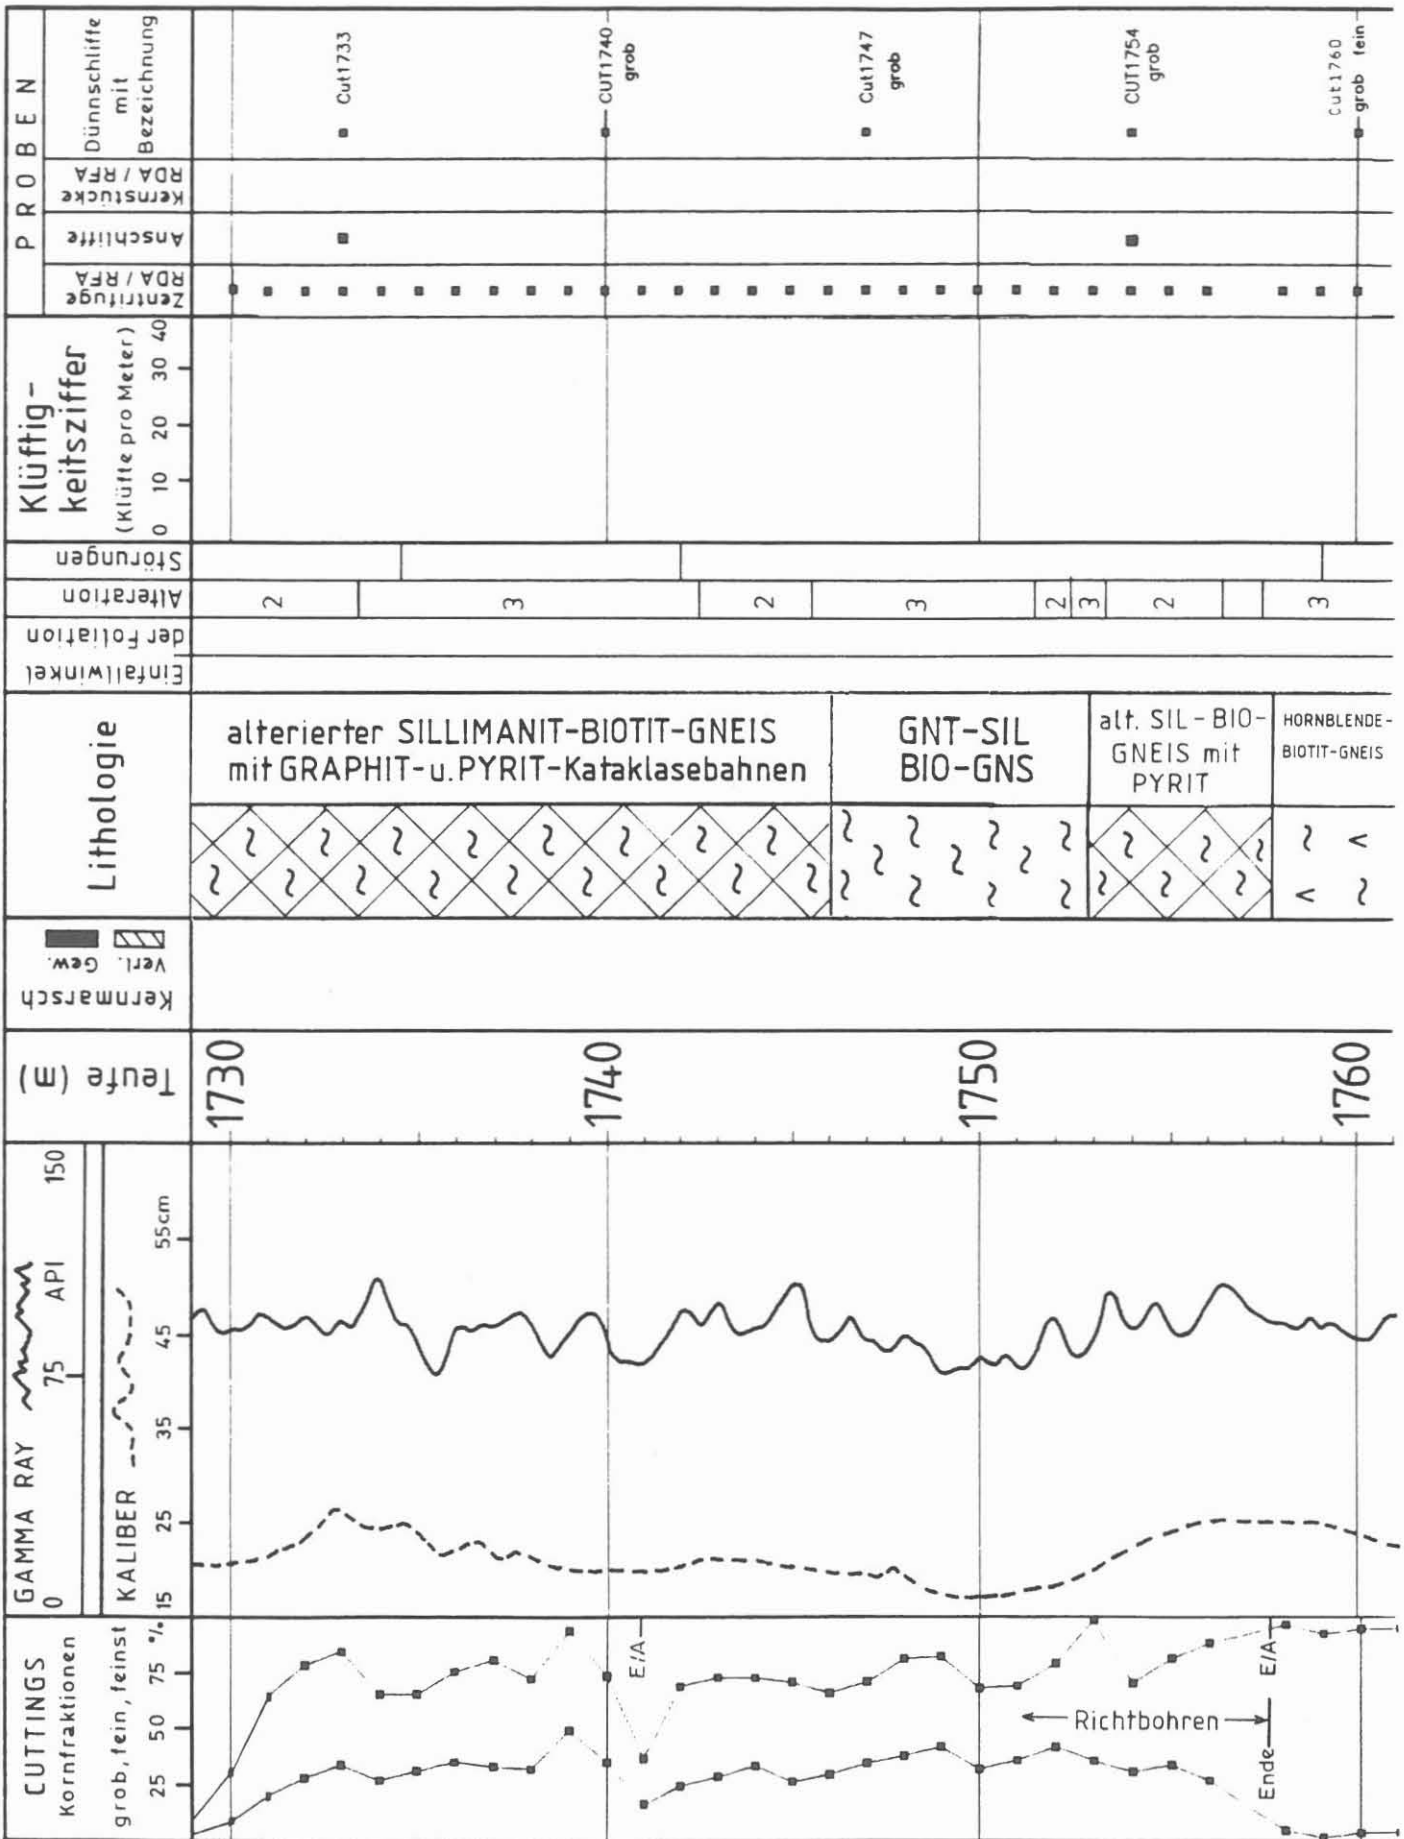 PROBEN
Dünnschliffe
mit
Bezeichnung
Cut1733
CUT1740
grob
Cut1747
grob
CUT1754
grob
Cut1760
grob fein
Kernstücke
RDA / RFA
Anschliffe
Zentrifuge
RDA / RFA
Klüftig-
keitsziffer
(Klüfte pro Meter)
0 10 20 30 40
Störungen
Alteration
2 3 2 3 2 3 2 3
Einfallwinkel
der Foliation
Lithologie
alterierter SILLIMANIT-BIOTIT-GNEIS
mit GRAPHIT-u.PYRIT-Kataklasebahnen
GNT-SIL
BIO-GNS
alt. SIL-BIO-
GNEIS mit
PYRIT
HORNBLENDE-
BIOTIT-GNEIS
Kernmarsch
Gew.
Verl.
Teufe (m)
1730 1740 1750 1760
GAMMA RAY
0 75 API 150
KALIBER
15 25 35 45 55cm
CUTTINGS
Kornfraktionen
grob, fein, feinst
25 50 75 %
E/A
Richtbohren
Ende
E/A